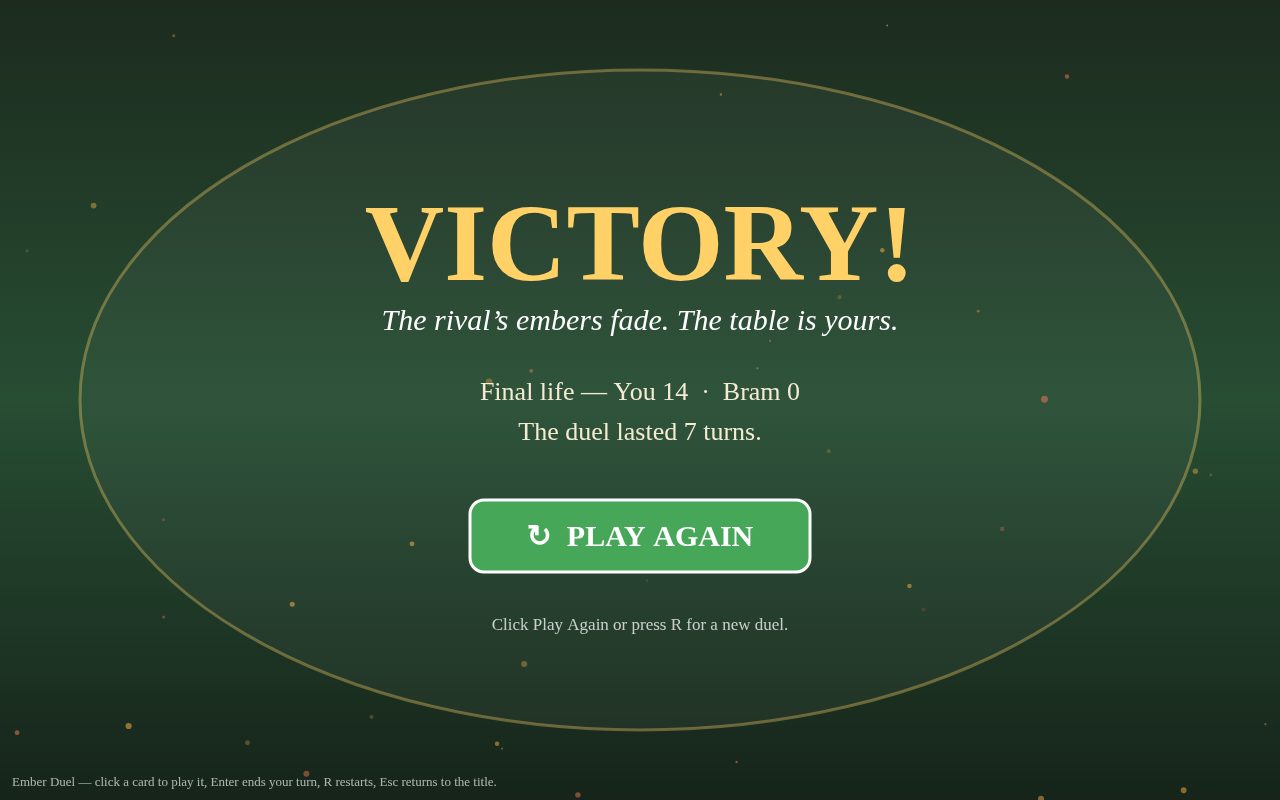 VICTORY!
The rival’s embers fade. The table is yours.
Final life — You 14 · Bram 0
The duel lasted 7 turns.
↻ PLAY AGAIN
Click Play Again or press R for a new duel.
Ember Duel — click a card to play it, Enter ends your turn, R restarts, Esc returns to the title.